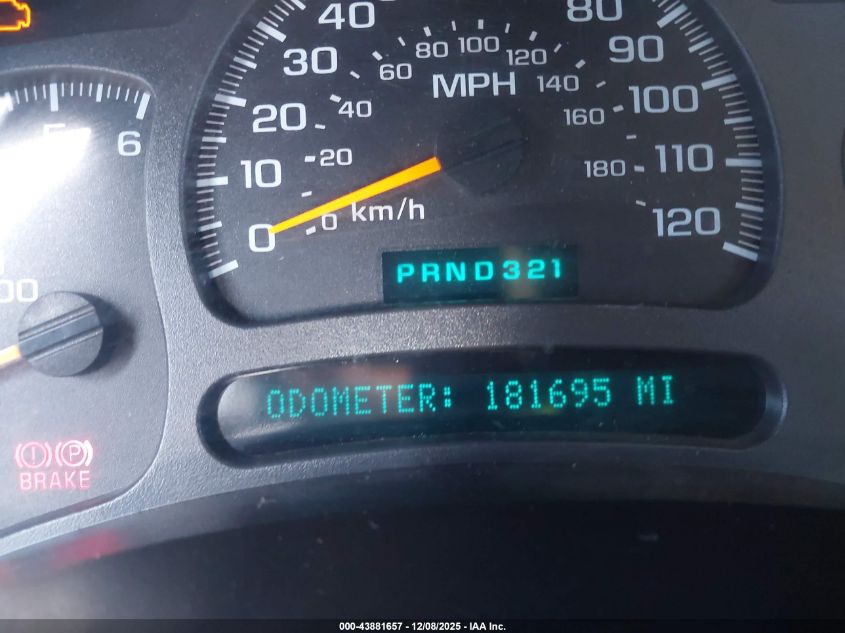 40 80
30 60 80 100 120 90
MPH 140
20 40 160 100
6
10 20 180 110
0 0 km/h 120
PRND321
00
ODOMETER: 181695 MI
(!) (P)
BRAKE
000-43881657 - 12/08/2025 - IAA Inc.